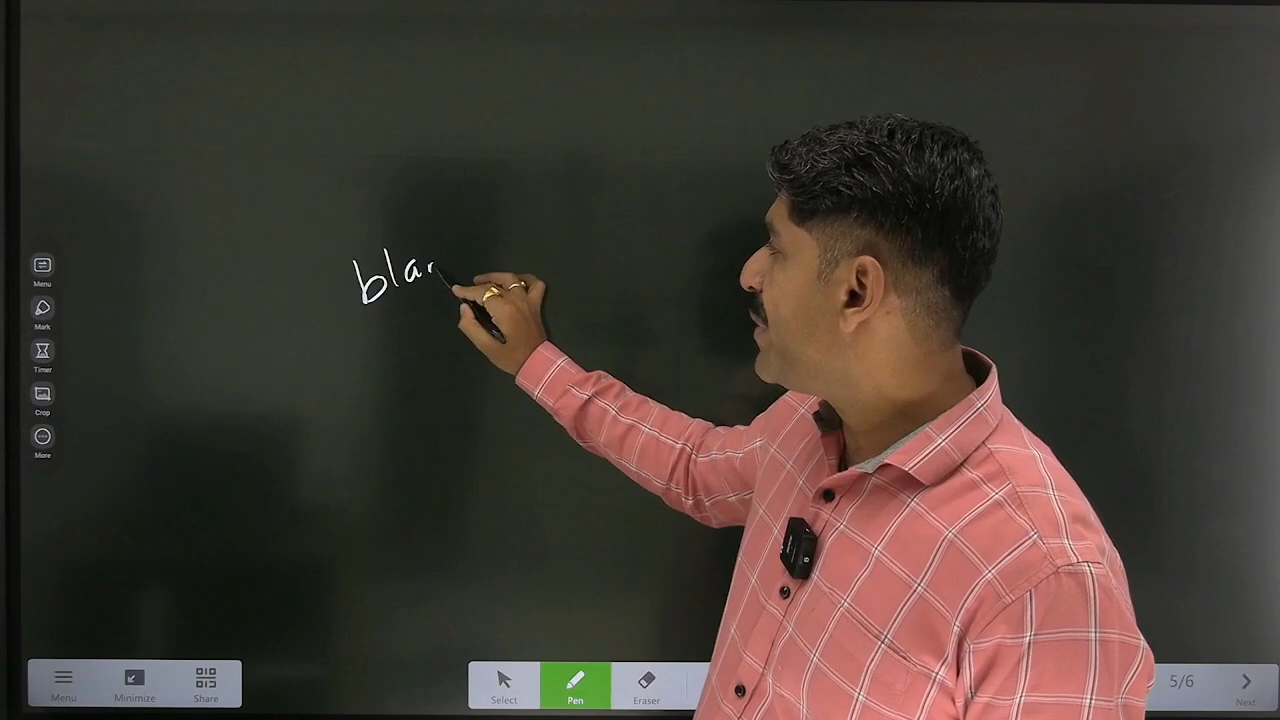 bla
Menu
Mark
Timer
Crop
More
Menu
Minimize
Share
Select
Pen
Eraser
5/6
Next